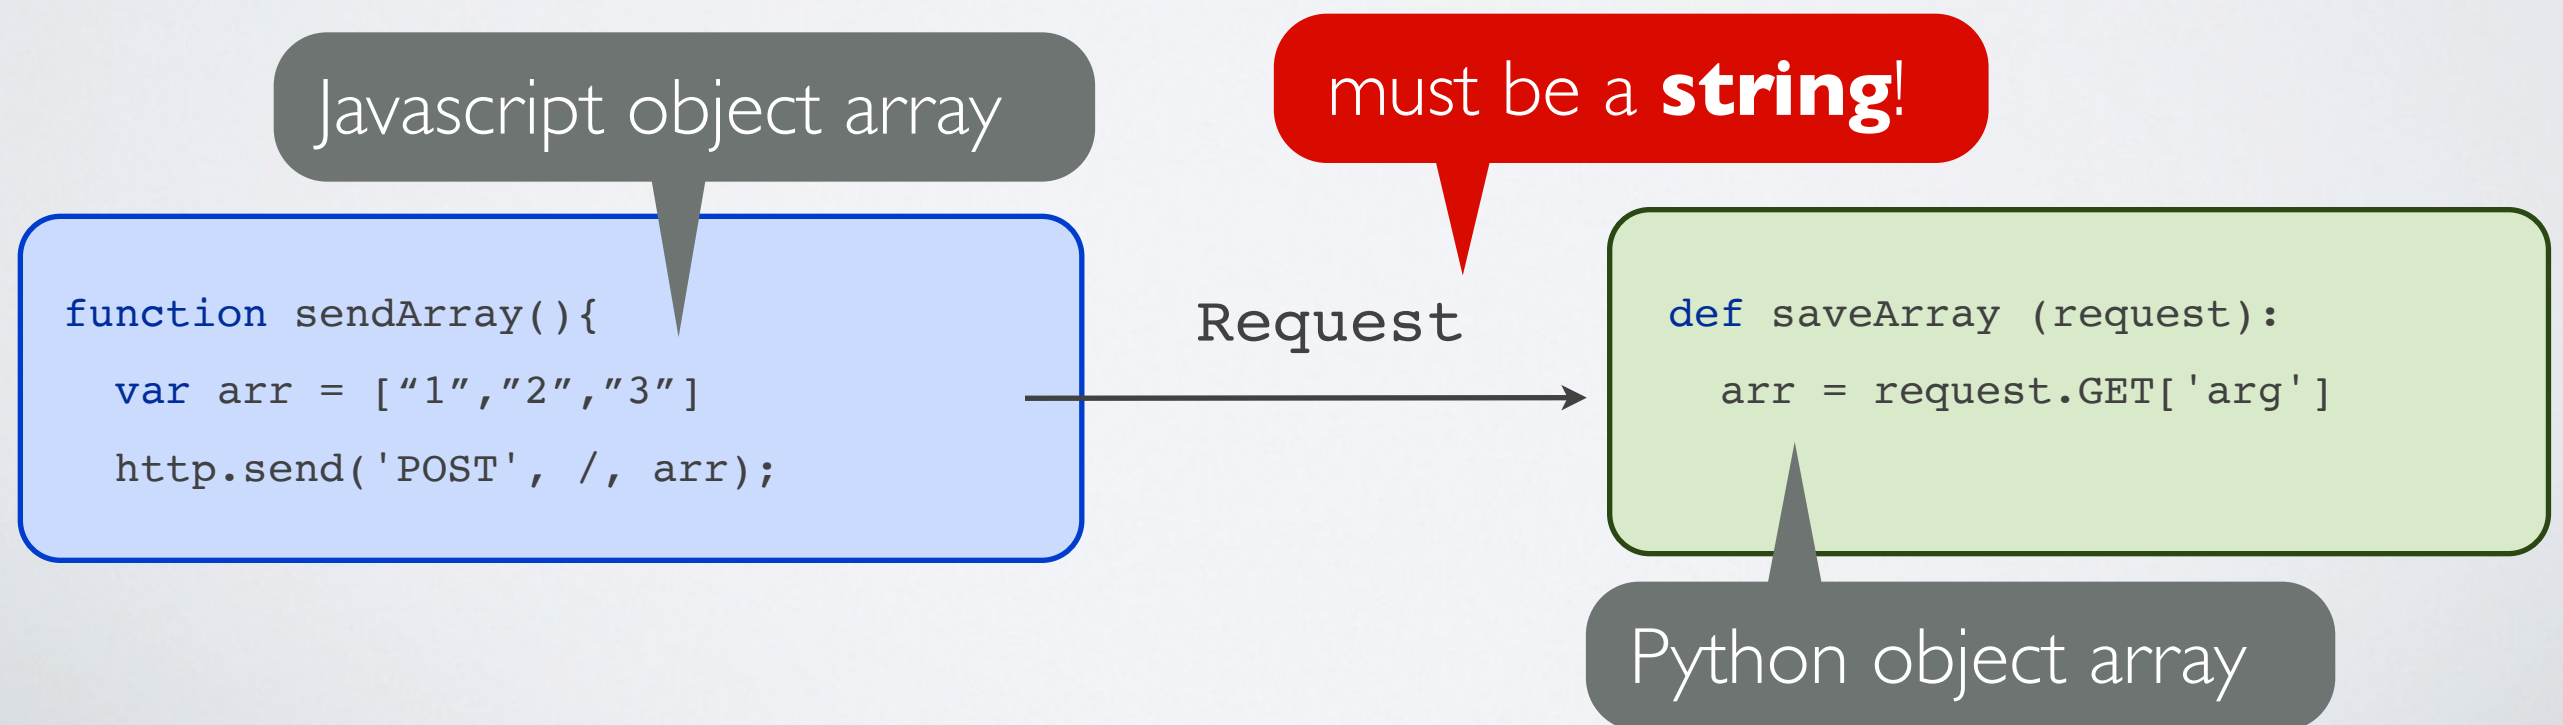 Javascript object array
must be a string!
function sendArray(){
var arr = [“1”,”2”,”3”]
http.send('POST', /, arr);
Request
def saveArray (request):
arr = request.GET['arg']
Python object array